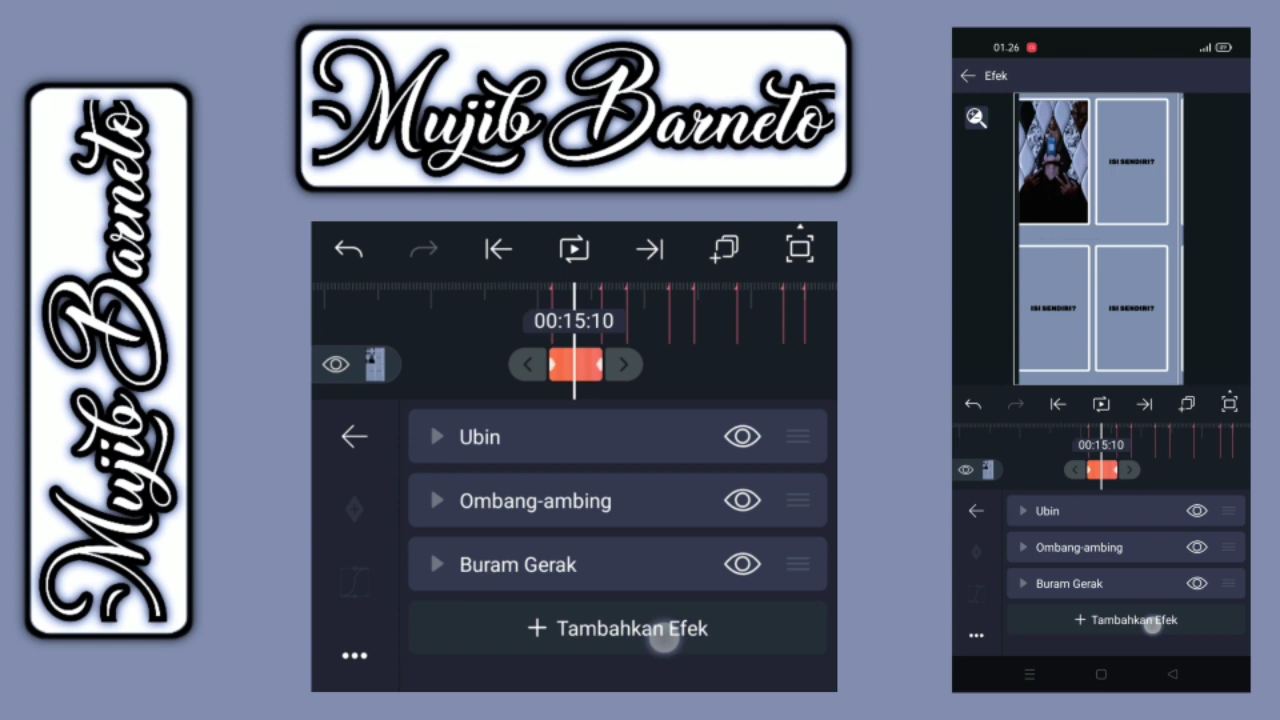 Mujib Barneto
Mujib Barneto
00:15:10
Ubin
Ombang-ambing
Buram Gerak
+ Tambahkan Efek
01.26
Efek
ISI SENDIRI?
ISI SENDIRI?
ISI SENDIRI?
00:15:10
Ubin
Ombang-ambing
Buram Gerak
+ Tambahkan Efek